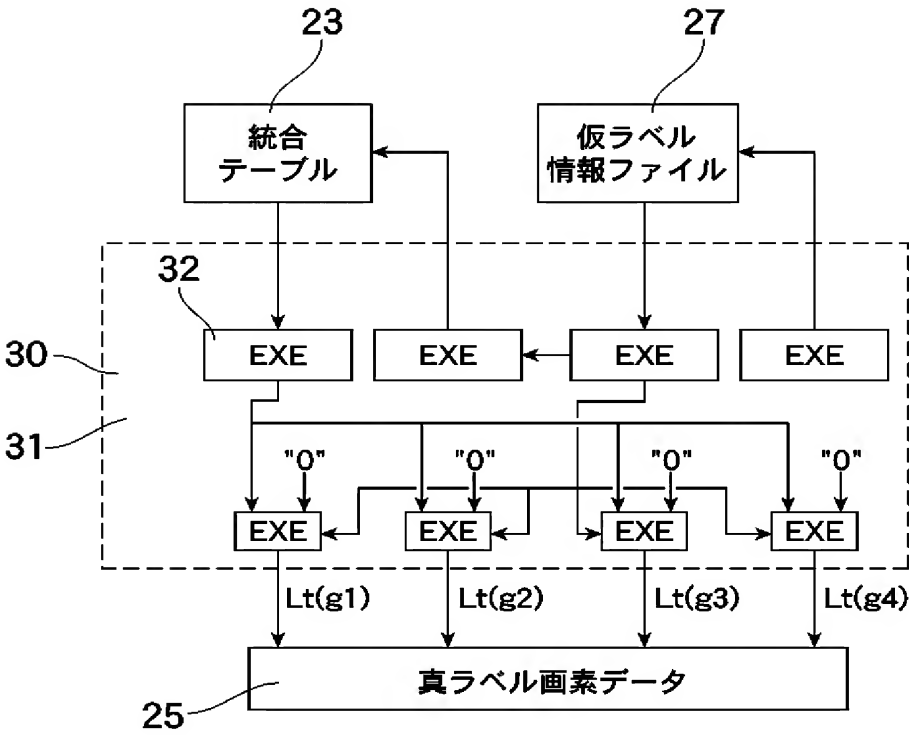 23
27
統合
テーブル
仮ラベル
情報ファイル
32
30
EXE
EXE
EXE
EXE
31
"0"
"0"
"0"
"0"
EXE
EXE
EXE
EXE
Lt(g1)
Lt(g2)
Lt(g3)
Lt(g4)
真ラベル画素データ
25